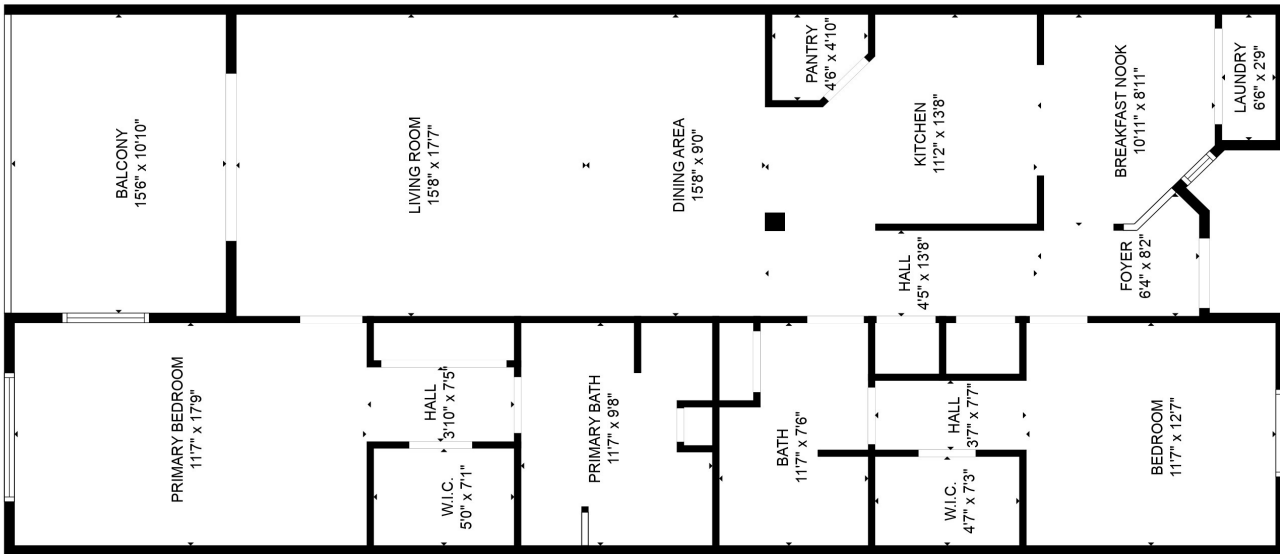 BALCONY
15'6" x 10'10"
LIVING ROOM
15'8" x 17'7"
DINING AREA
15'8" x 9'0"
PANTRY
4'6" x 4'10"
KITCHEN
11'2" x 13'8"
BREAKFAST NOOK
10'11" x 8'11"
LAUNDRY
6'6" x 2'9"
HALL
4'5" x 13'8"
FOYER
6'4" x 8'2"
PRIMARY BEDROOM
11'7" x 17'9"
HALL
3'10" x 7'5"
W.I.C.
5'0" x 7'1"
PRIMARY BATH
11'7" x 9'8"
BATH
11'7" x 7'6"
HALL
3'7" x 7'7"
W.I.C.
4'7" x 7'3"
BEDROOM
11'7" x 12'7"